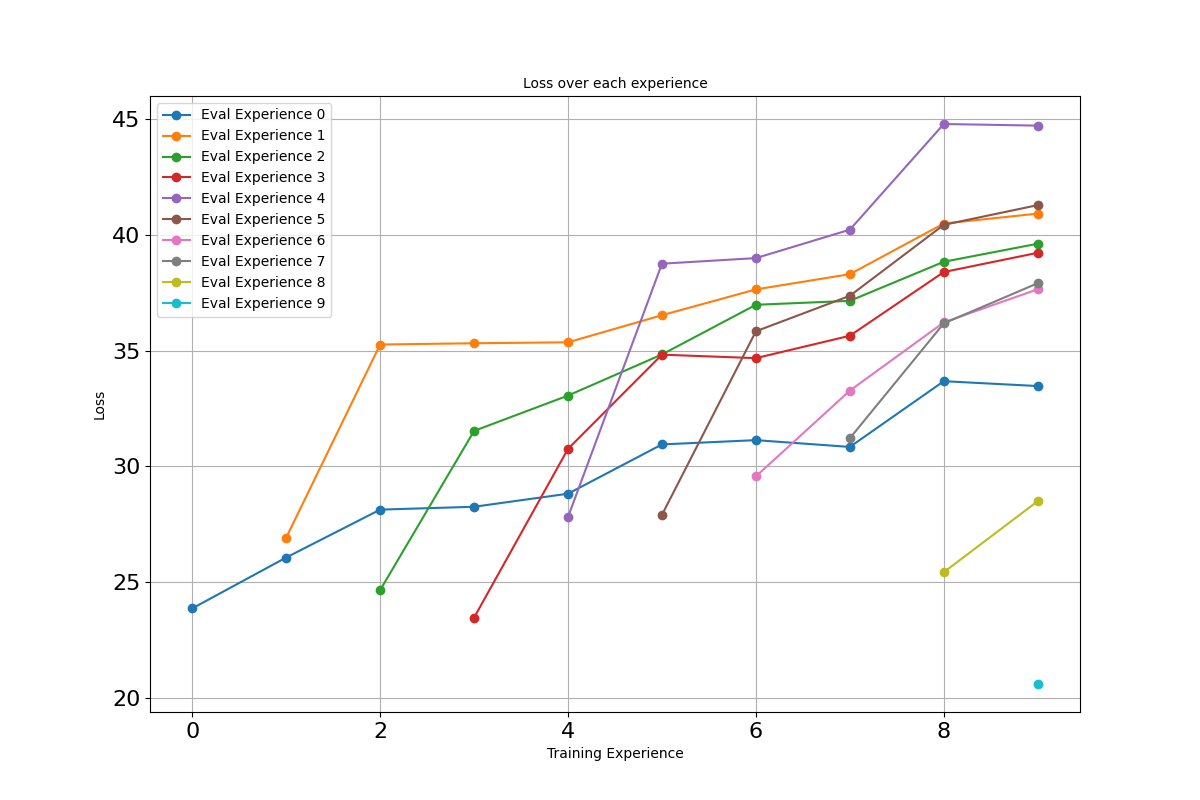 Loss over each experience
Eval Experience 0
Eval Experience 1
Eval Experience 2
Eval Experience 3
Eval Experience 4
Eval Experience 5
Eval Experience 6
Eval Experience 7
Eval Experience 8
Eval Experience 9
45
40
35
30
25
20
Loss
0 2 4 6 8
Training Experience